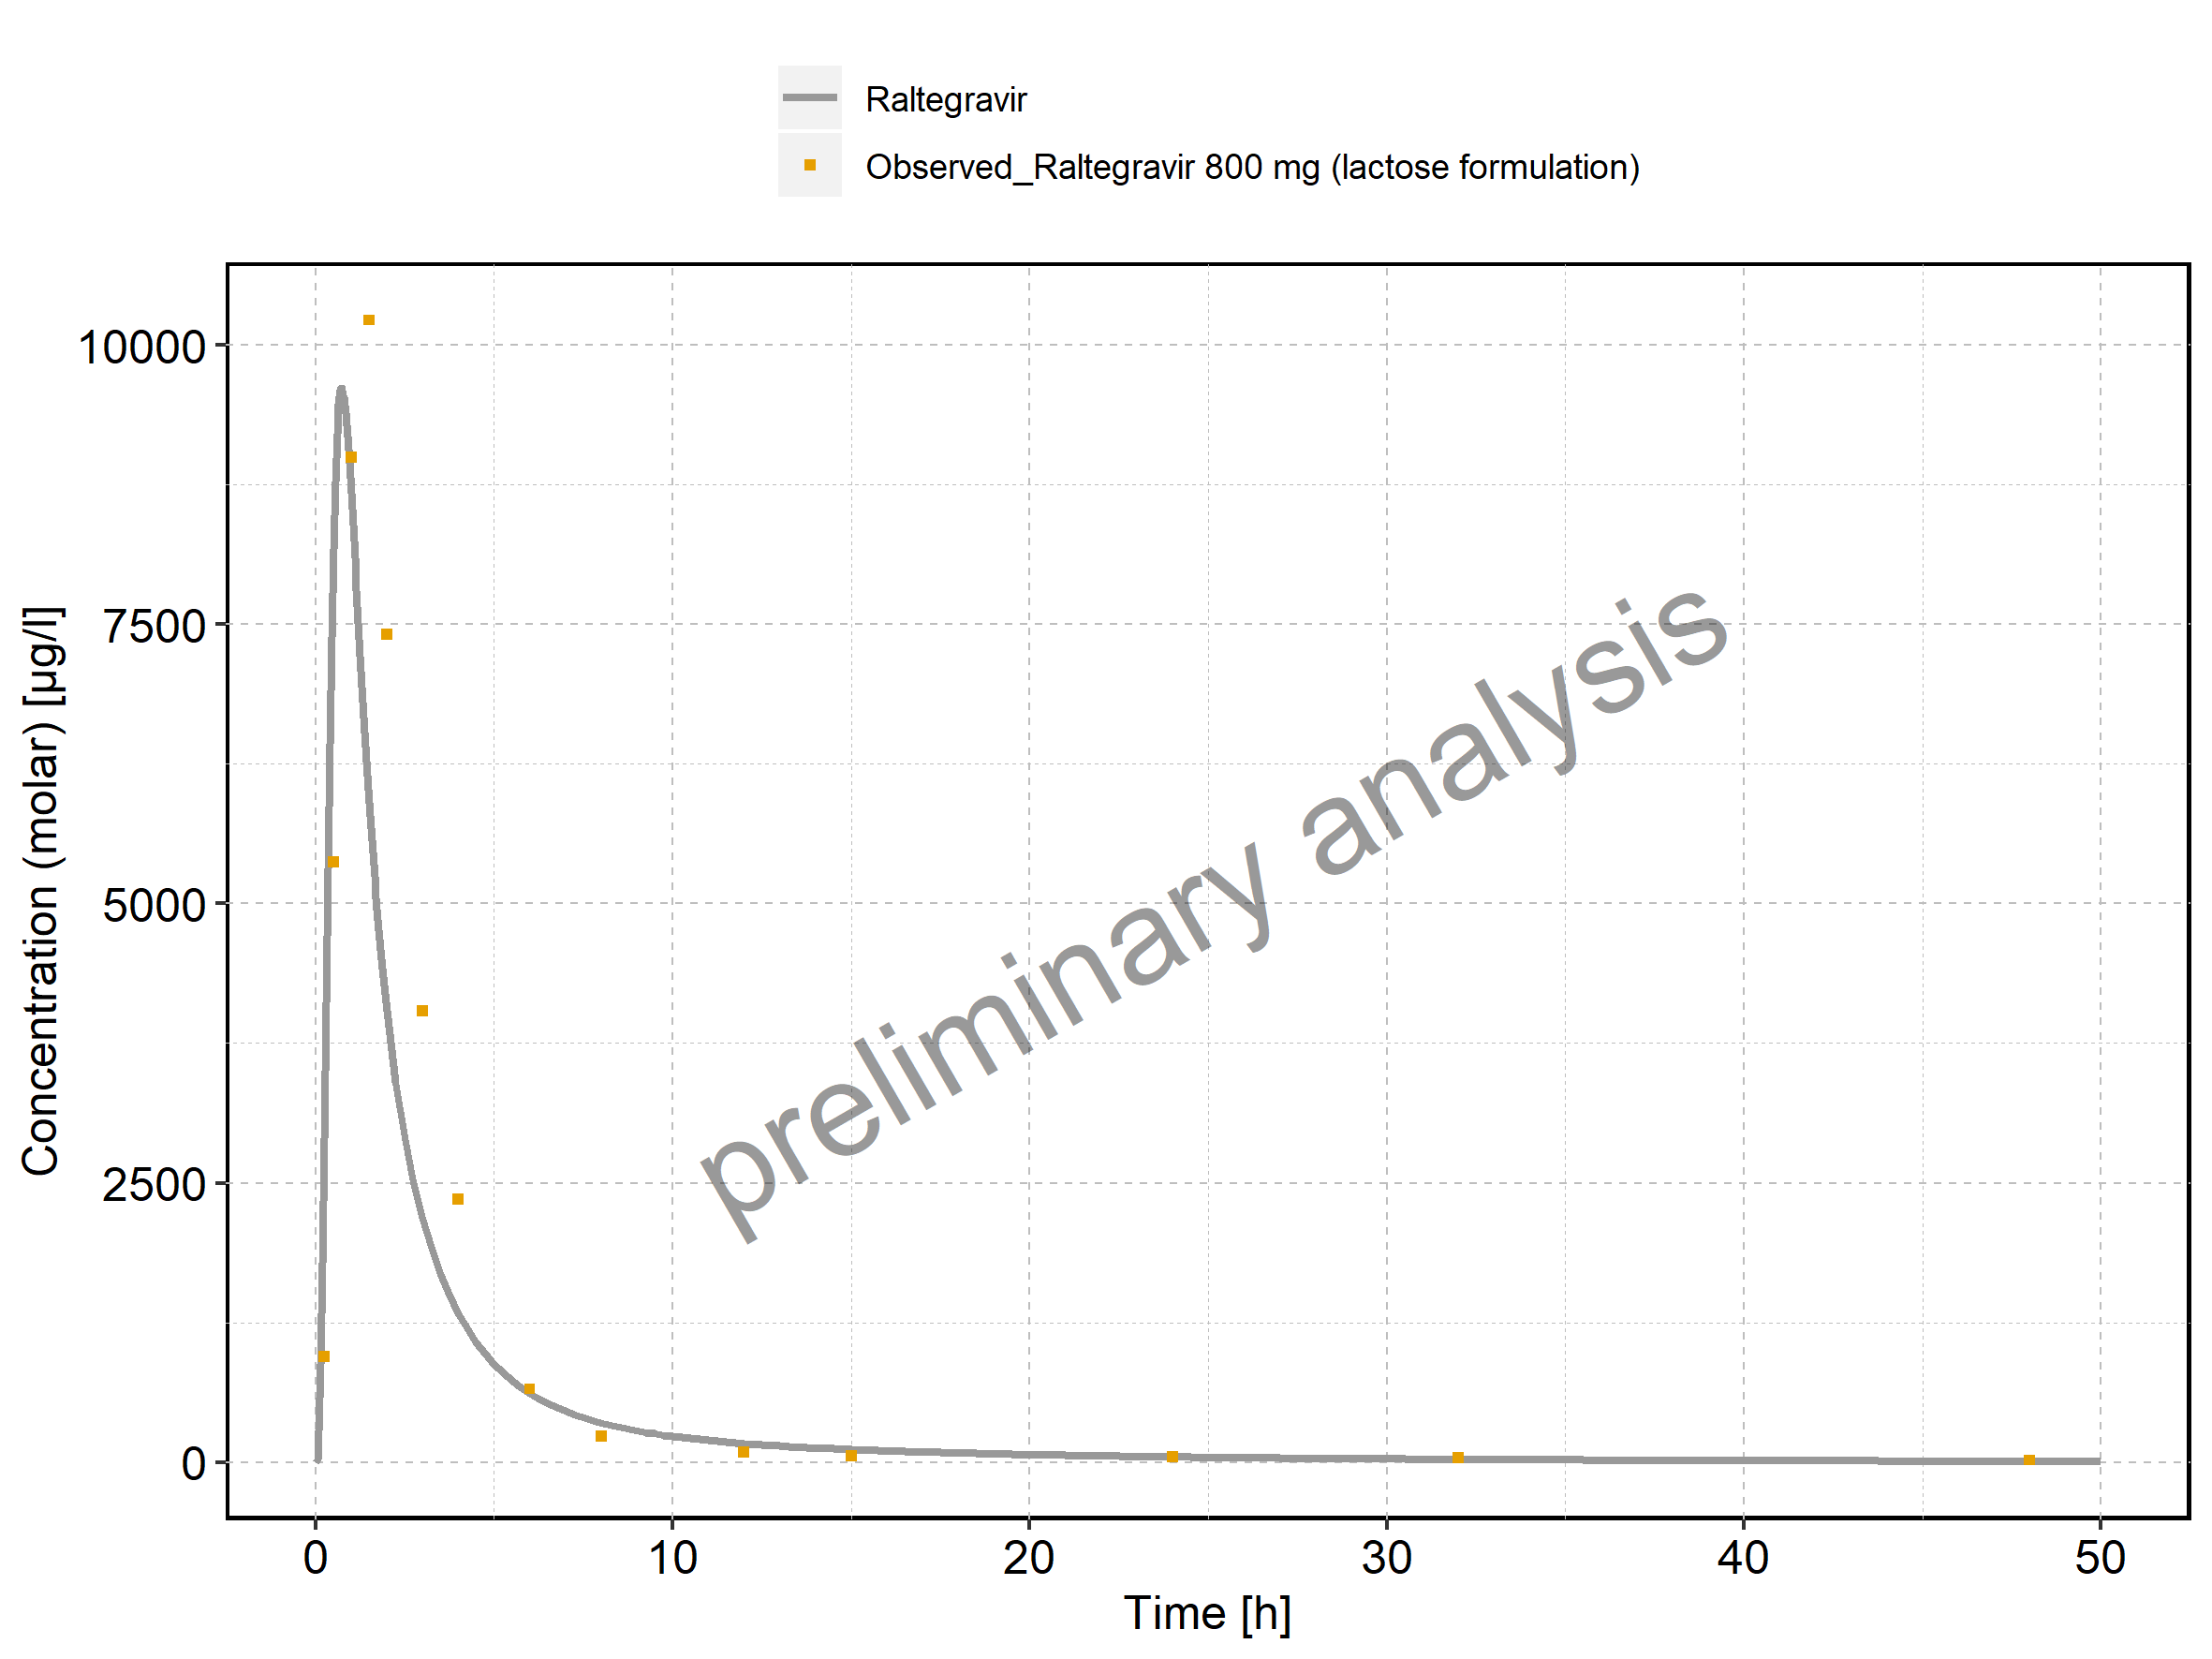 Raltegravir
Observed_Raltegravir 800 mg (lactose formulation)
10000
7500
5000
2500
0
Concentration (molar) [µg/l]
preliminary analysis
0 10 20 30 40 50
Time [h]